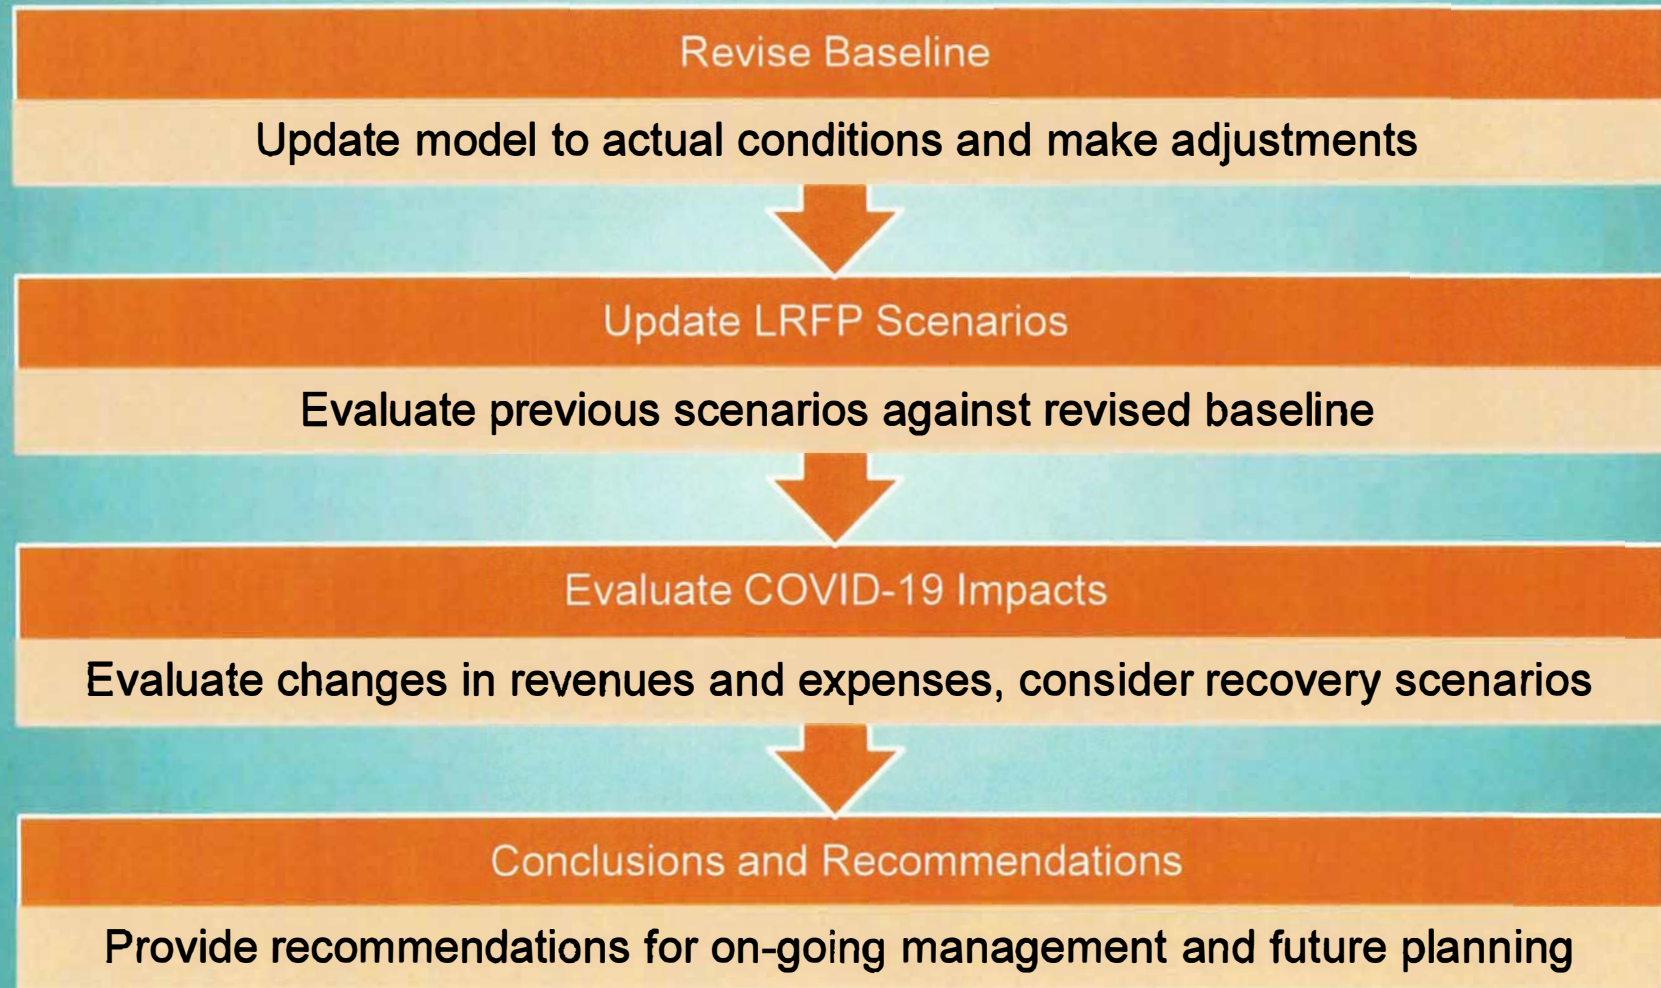 Revise Baseline
Update model to actual conditions and make adjustments
Update LRFP Scenarios
Evaluate previous scenarios against revised baseline
Evaluate COVID-19 Impacts
Evaluate changes in revenues and expenses, consider recovery scenarios
Conclusions and Recommendations
Provide recommendations for on-going management and future planning